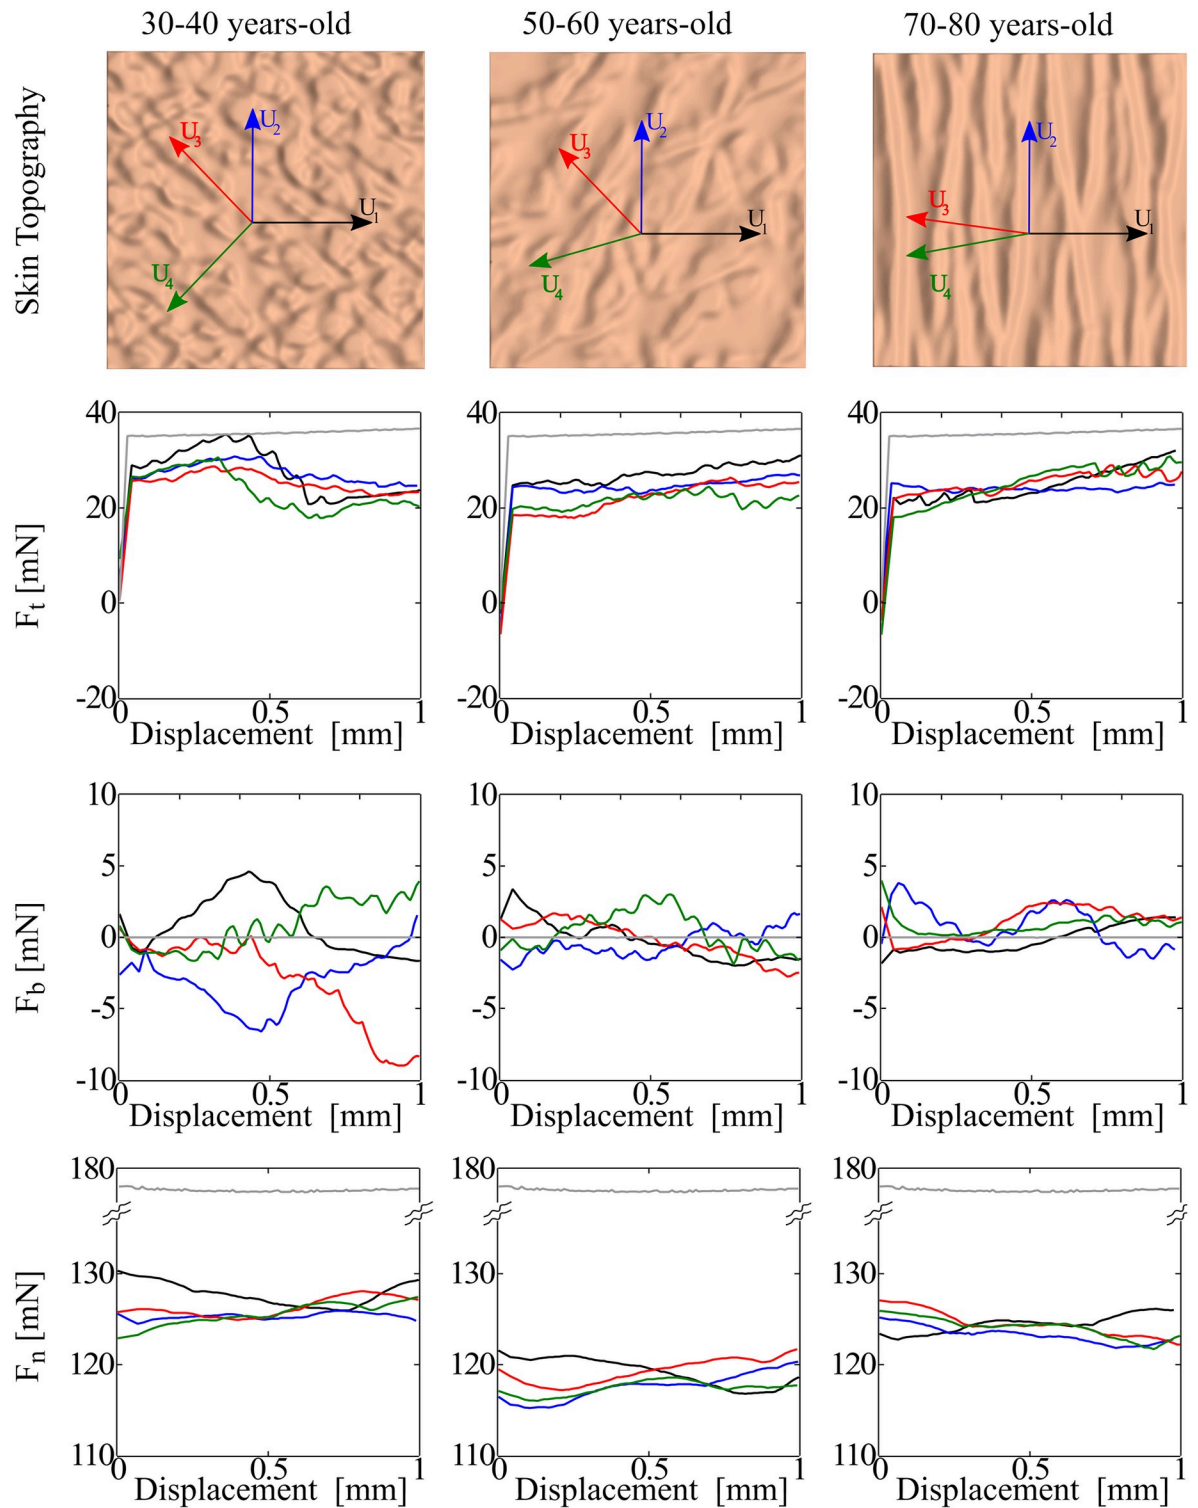 30-40 years-old 50-60 years-old 70-80 years-old
Skin Topography
U2 U3 U1 U4
U2 U3 U1 U4
U2 U3 U1 U4
Ft [mN]
40 20 0 -20
0 0.5 1
Displacement [mm]
40 20 0 -20
0 0.5 1
Displacement [mm]
40 20 0 -20
0 0.5 1
Displacement [mm]
Fb [mN]
10 5 0 -5 -10
0 0.5 1
Displacement [mm]
10 5 0 -5 -10
0 0.5 1
Displacement [mm]
10 5 0 -5 -10
0 0.5 1
Displacement [mm]
Fn [mN]
180 130 120 110
0 0.5 1
Displacement [mm]
180 130 120 110
0 0.5 1
Displacement [mm]
180 130 120 110
0 0.5 1
Displacement [mm]